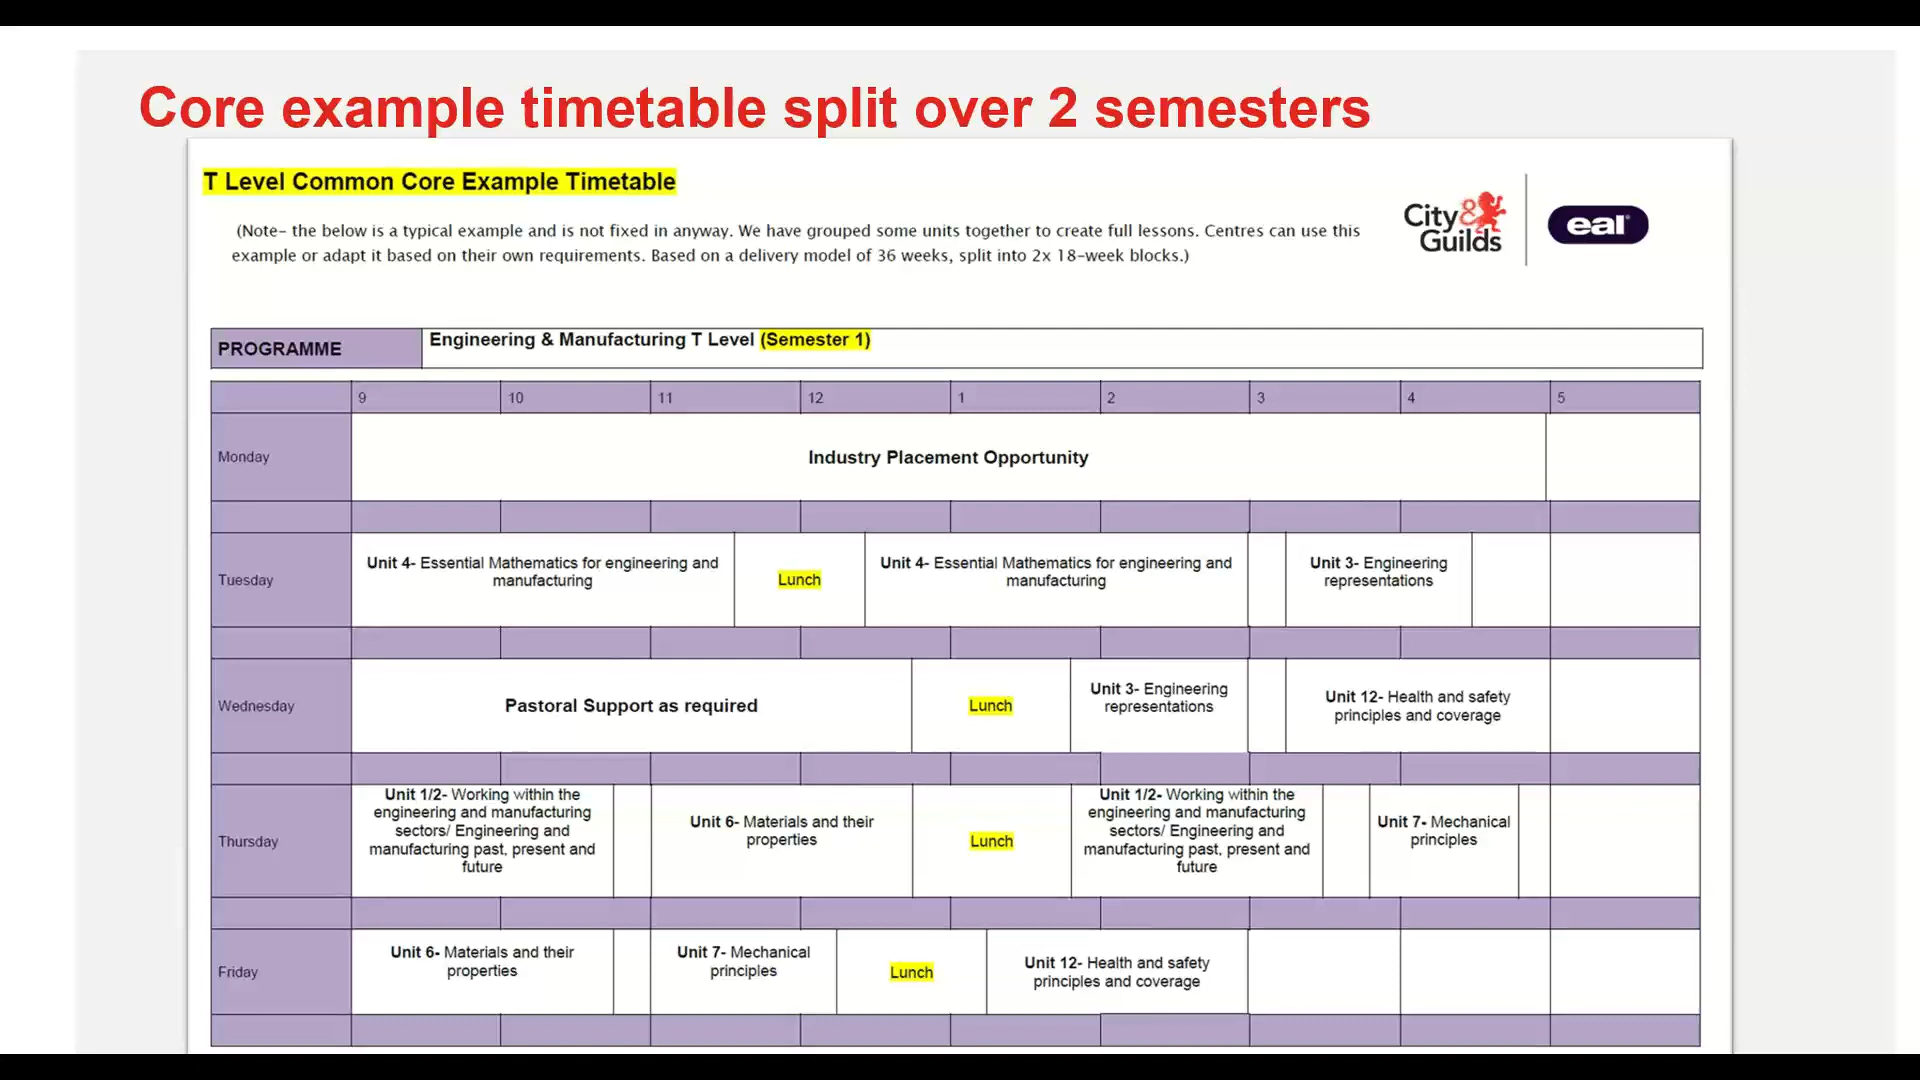 Core example timetable split over 2 semesters
T Level Common Core Example Timetable
(Note- the below is a typical example and is not fixed in anyway. We have grouped some units together to create full lessons. Centres can use this
example or adapt it based on their own requirements. Based on a delivery model of 36 weeks, split into 2x 18-week blocks.)
City &
Guilds
eal
PROGRAMME
Engineering & Manufacturing T Level (Semester 1)
9 10 11 12 1 2 3 4 5
Monday
Industry Placement Opportunity
Tuesday
Unit 4- Essential Mathematics for engineering and
manufacturing
Lunch
Unit 4- Essential Mathematics for engineering and
manufacturing
Unit 3- Engineering
representations
Wednesday
Pastoral Support as required
Lunch
Unit 3- Engineering
representations
Unit 12- Health and safety
principles and coverage
Thursday
Unit 1/2- Working within the
engineering and manufacturing
sectors/ Engineering and
manufacturing past, present and
future
Unit 6- Materials and their
properties
Lunch
Unit 1/2- Working within the
engineering and manufacturing
sectors/ Engineering and
manufacturing past, present and
future
Unit 7- Mechanical
principles
Friday
Unit 6- Materials and their
properties
Unit 7- Mechanical
principles
Lunch
Unit 12- Health and safety
principles and coverage